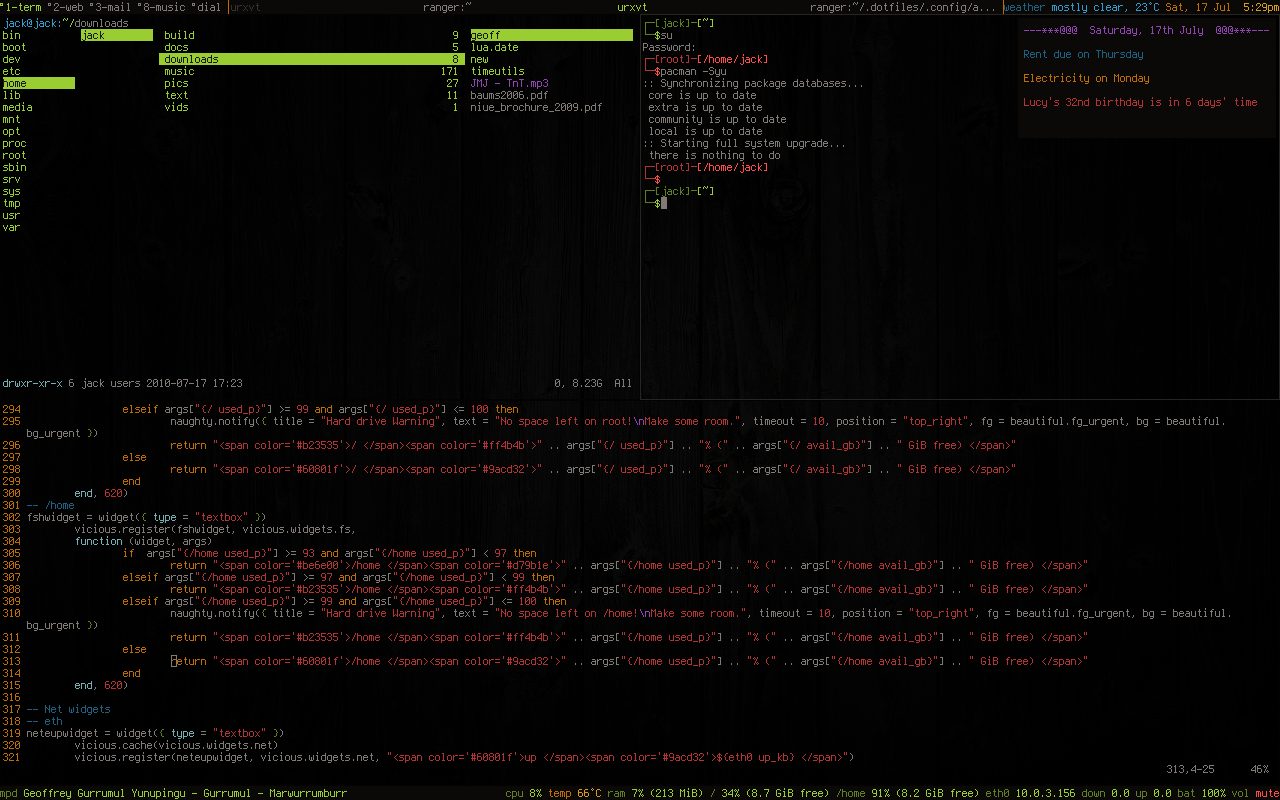 °1-term °2-web °3-mail °8-music °dial urxvt ranger:~ urxvt ranger:~/.dotfiles/.config/a... weather mostly clear, 23°C Sat, 17 Jul 5:29pm
jack@jack:~/downloads
bin jack build 9 geoff
boot docs 5 lua.date
dev downloads 8 new
etc music 171 timeutils
home pics 27 JMJ - TnT.mp3
lib text 11 baums2006.pdf
media vids 1 niue_brochure_2009.pdf
mnt
opt
proc
root
sbin
srv
sys
tmp
usr
var
drwxr-xr-x 6 jack users 2010-07-17 17:23 0, 8.23G All
[jack]-[~]
$su
Password:
[root]-[/home/jack]
$pacman -Syu
:: Synchronizing package databases...
core is up to date
extra is up to date
community is up to date
local is up to date
:: Starting full system upgrade...
there is nothing to do
[root]-[/home/jack]
$
[jack]-[~]
$
---***@@@ Saturday, 17th July @@@***---
Rent due on Thursday
Electricity on Monday
Lucy's 32nd birthday is in 6 days' time
294 elseif args["{/ used_p}"] >= 99 and args["{/ used_p}"] <= 100 then
295 naughty.notify({ title = "Hard drive Warning", text = "No space left on root!\nMake some room.", timeout = 10, position = "top_right", fg = beautiful.fg_urgent, bg = beautiful.
bg_urgent })
296 return "<span color='#b23535'>/ </span><span color='#ff4b4b'>" .. args["{/ used_p}"] .. "% (" .. args["{/ avail_gb}"] .. " GiB free) </span>"
297 else
298 return "<span color='#60801f'>/ </span><span color='#9acd32'>" .. args["{/ used_p}"] .. "% (" .. args["{/ avail_gb}"] .. " GiB free) </span>"
299 end
300 end, 620)
301 -- /home
302 fshwidget = widget({ type = "textbox" })
303 vicious.register(fshwidget, vicious.widgets.fs,
304 function (widget, args)
305 if args["{/home used_p}"] >= 93 and args["{/home used_p}"] < 97 then
306 return "<span color='#be6e00'>/home </span><span color='#d79b1e'>" .. args["{/home used_p}"] .. "% (" .. args["{/home avail_gb}"] .. " GiB free) </span>"
307 elseif args["{/home used_p}"] >= 97 and args["{/home used_p}"] < 99 then
308 return "<span color='#b23535'>/home </span><span color='#ff4b4b'>" .. args["{/home used_p}"] .. "% (" .. args["{/home avail_gb}"] .. " GiB free) </span>"
309 elseif args["{/home used_p}"] >= 99 and args["{/home used_p}"] <= 100 then
310 naughty.notify({ title = "Hard drive Warning", text = "No space left on /home!\nMake some room.", timeout = 10, position = "top_right", fg = beautiful.fg_urgent, bg = beautiful.
bg_urgent })
311 return "<span color='#b23535'>/home </span><span color='#ff4b4b'>" .. args["{/home used_p}"] .. "% (" .. args["{/home avail_gb}"] .. " GiB free) </span>"
312 else
313 return "<span color='#60801f'>/home </span><span color='#9acd32'>" .. args["{/home used_p}"] .. "% (" .. args["{/home avail_gb}"] .. " GiB free) </span>"
314 end
315 end, 620)
316
317 -- Net widgets
318 -- eth
319 neteupwidget = widget({ type = "textbox" })
320 vicious.cache(vicious.widgets.net)
321 vicious.register(neteupwidget, vicious.widgets.net, "<span color='#60801f'>up </span><span color='#9acd32'>${eth0 up_kb} </span>")
313,4-25 46%
mpd Geoffrey Gurrumul Yunupingu - Gurrumul - Marwurrumburr cpu 8% temp 66°C ram 7% (213 MiB) / 34% (8.7 GiB free) /home 91% (8.2 GiB free) eth0 10.0.3.156 down 0.0 up 0.0 bat 100% vol mute